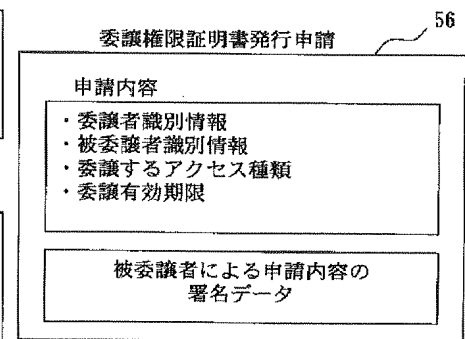 委譲権限証明書発行申請
56
申請内容
・委譲者識別情報
・被委譲者識別情報
・委譲するアクセス種類
・委譲有効期限
被委譲者による申請内容の
署名データ